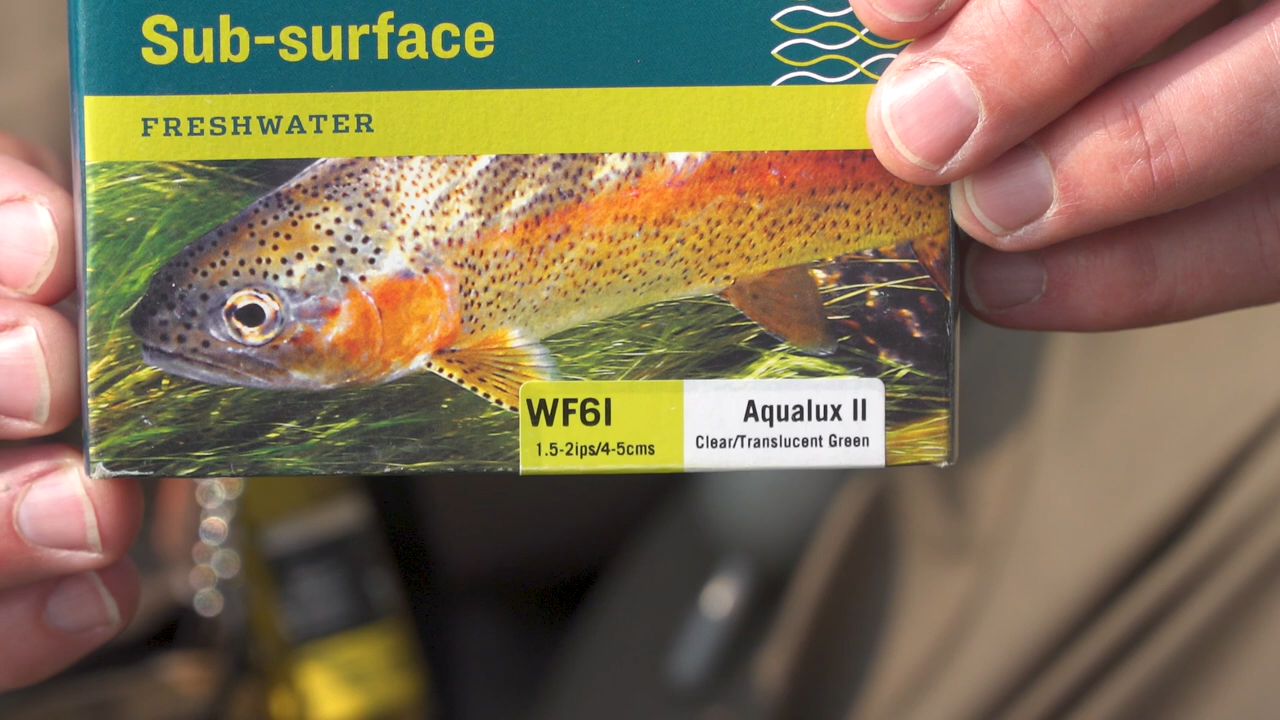 Sub-surface
FRESHWATER
WF6I
1.5-2ips/4-5cms
Aqualux II
Clear/Translucent Green